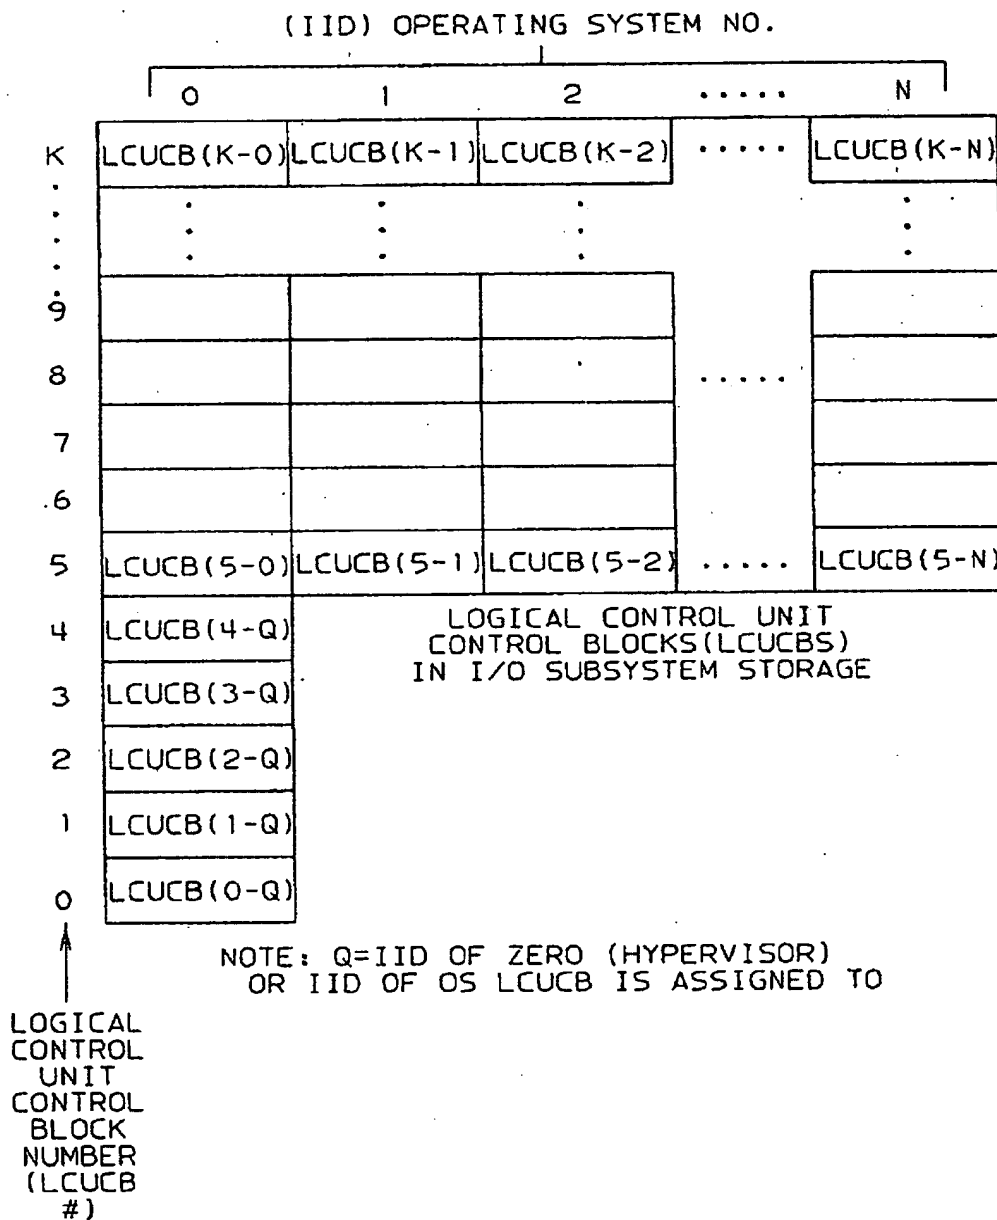 (IID) OPERATING SYSTEM NO.
0 1 2 ..... N
K LCUCB(K-0) LCUCB(K-1) LCUCB(K-2) ..... LCUCB(K-N)
9
8 .....
7
6
5 LCUCB(5-0) LCUCB(5-1) LCUCB(5-2) ..... LCUCB(5-N)
4 LCUCB(4-Q)
LOGICAL CONTROL UNIT
CONTROL BLOCKS(LCUCBS)
IN I/O SUBSYSTEM STORAGE
3 LCUCB(3-Q)
2 LCUCB(2-Q)
1 LCUCB(1-Q)
0 LCUCB(0-Q)
NOTE: Q=IID OF ZERO (HYPERVISOR)
OR IID OF OS LCUCB IS ASSIGNED TO
LOGICAL
CONTROL
UNIT
CONTROL
BLOCK
NUMBER
(LCUCB
#)